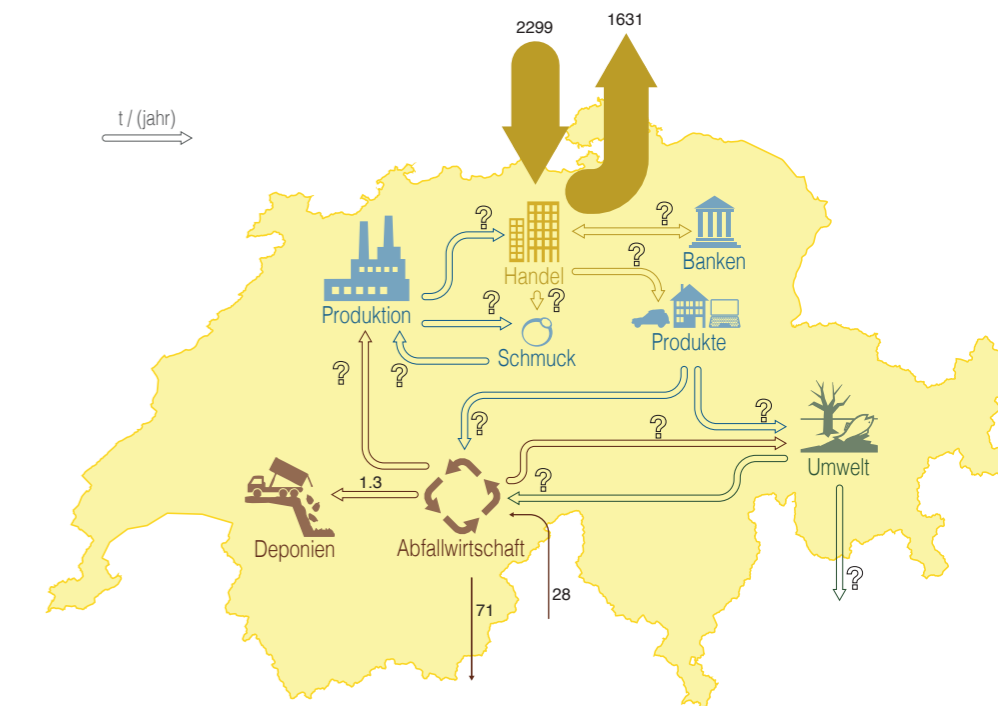 2299
1631
t / (jahr)
?
?
Banken
?
Handel
Produktion
?
?
Schmuck
Produkte
?
?
?
?
?
Umwelt
?
1.3
Deponien
Abfallwirtschaft
?
28
71